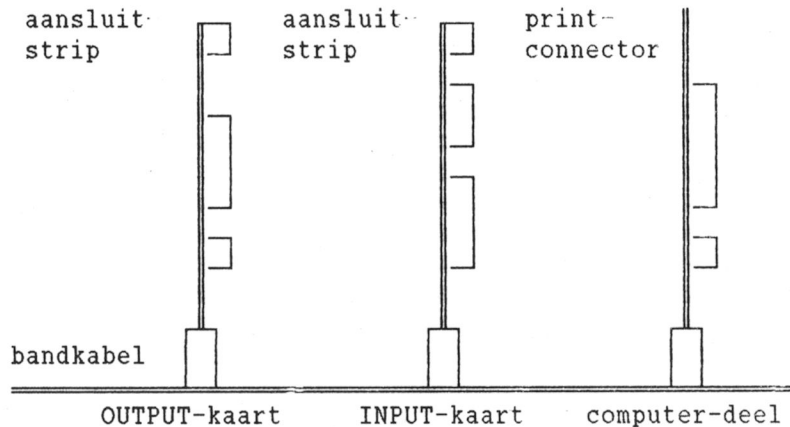 aansluit-
strip
aansluit-
strip
print-
connector
bandkabel
OUTPUT-kaart
INPUT-kaart
computer-deel